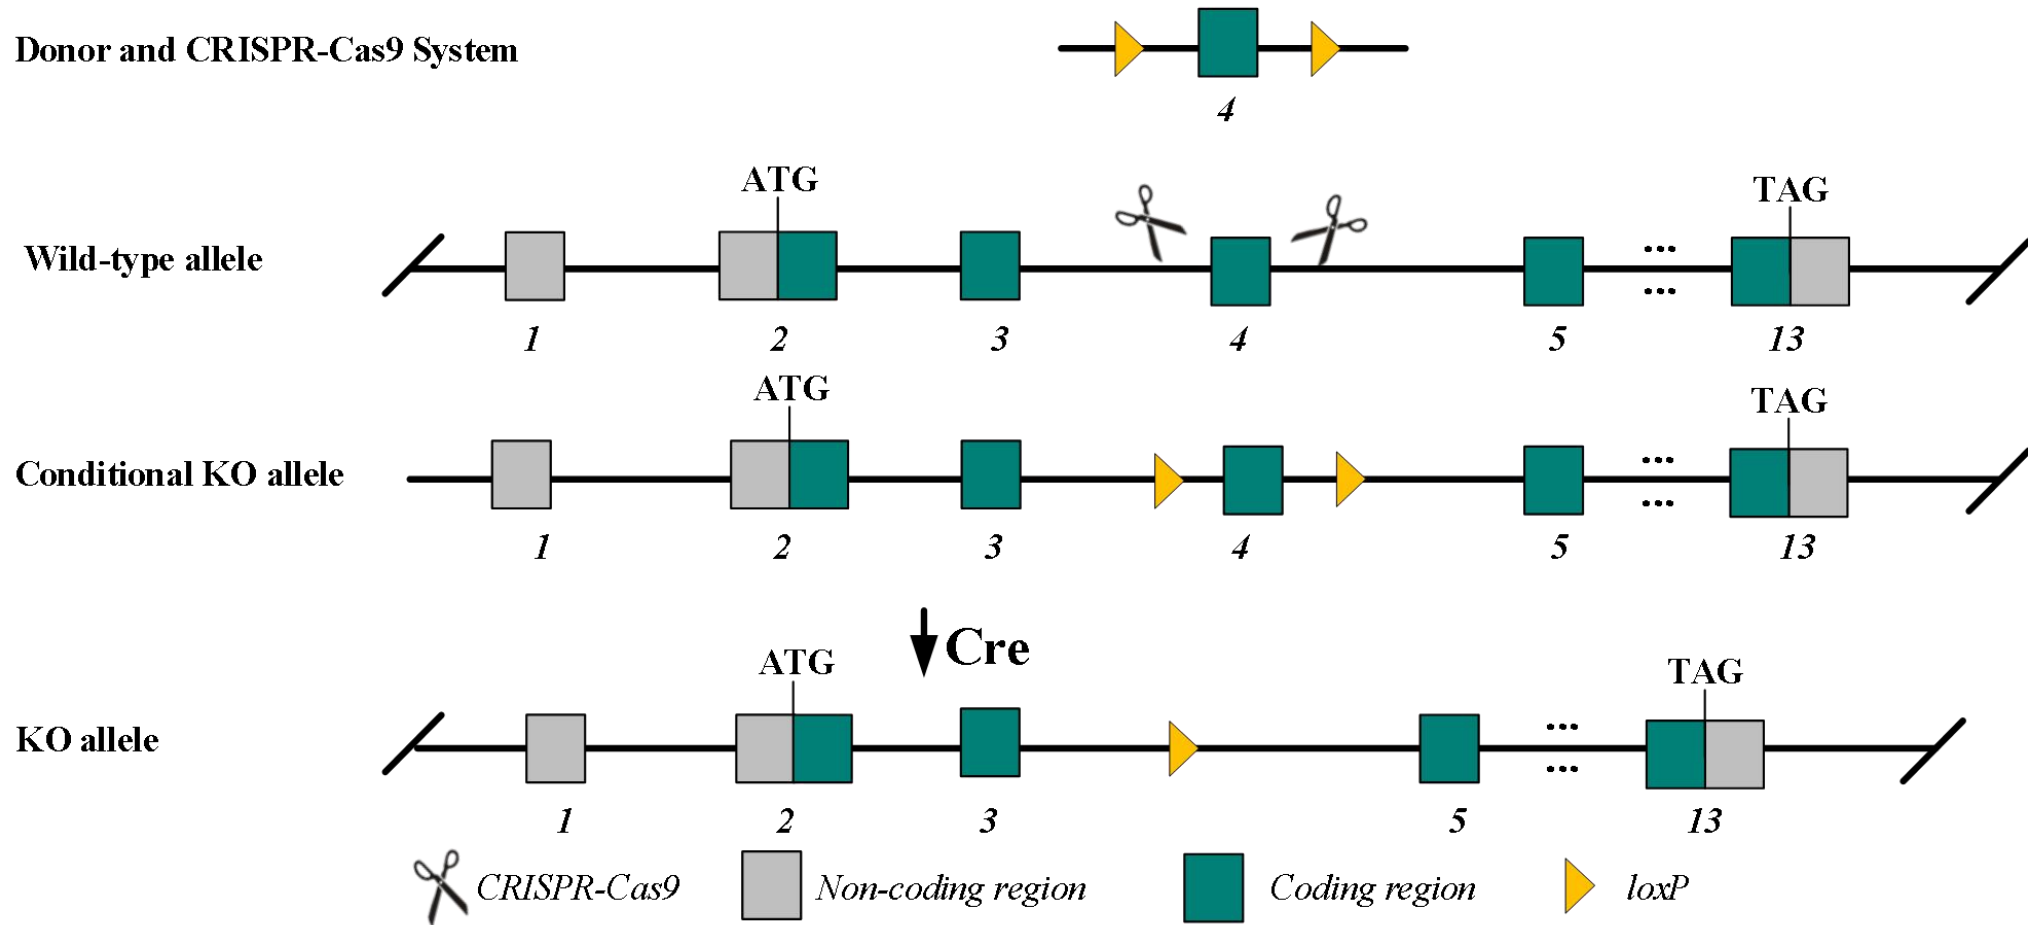 Donor and CRISPR-Cas9 System
4
ATG
TAG
Wild-type allele
...
...
1 2 3 4 5 13
ATG
TAG
Conditional KO allele
...
...
1 2 3 4 5 13
Cre
ATG
TAG
KO allele
...
...
1 2 3 5 13
CRISPR-Cas9 Non-coding region Coding region loxP